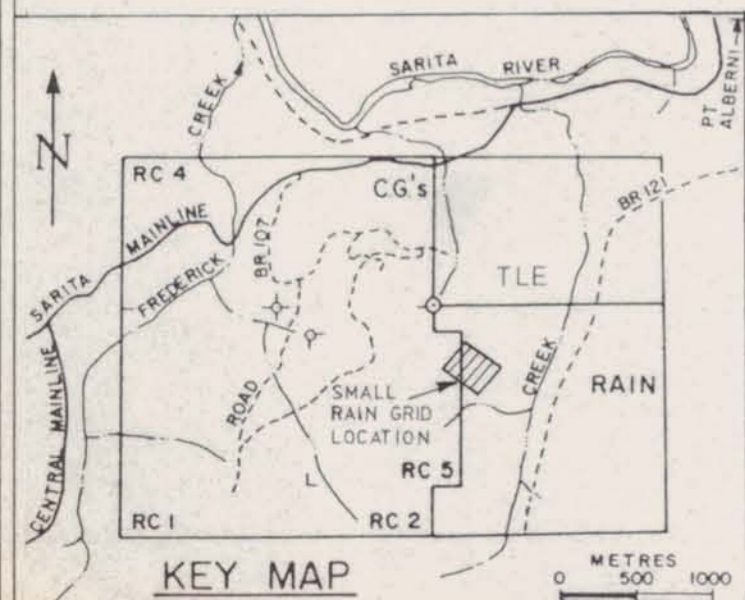 N
SARITA RIVER
PT. ALBERNI
CREEK
RC 4
C.G.'s
BR 121
SARITA MAINLINE
FREDERICK
BR 107
TLE
CENTRAL MAINLINE
ROAD
SMALL
RAIN GRID
LOCATION
CREEK
RAIN
RC 5
L
RC 1
RC 2
KEY MAP
METRES
0 500 1000